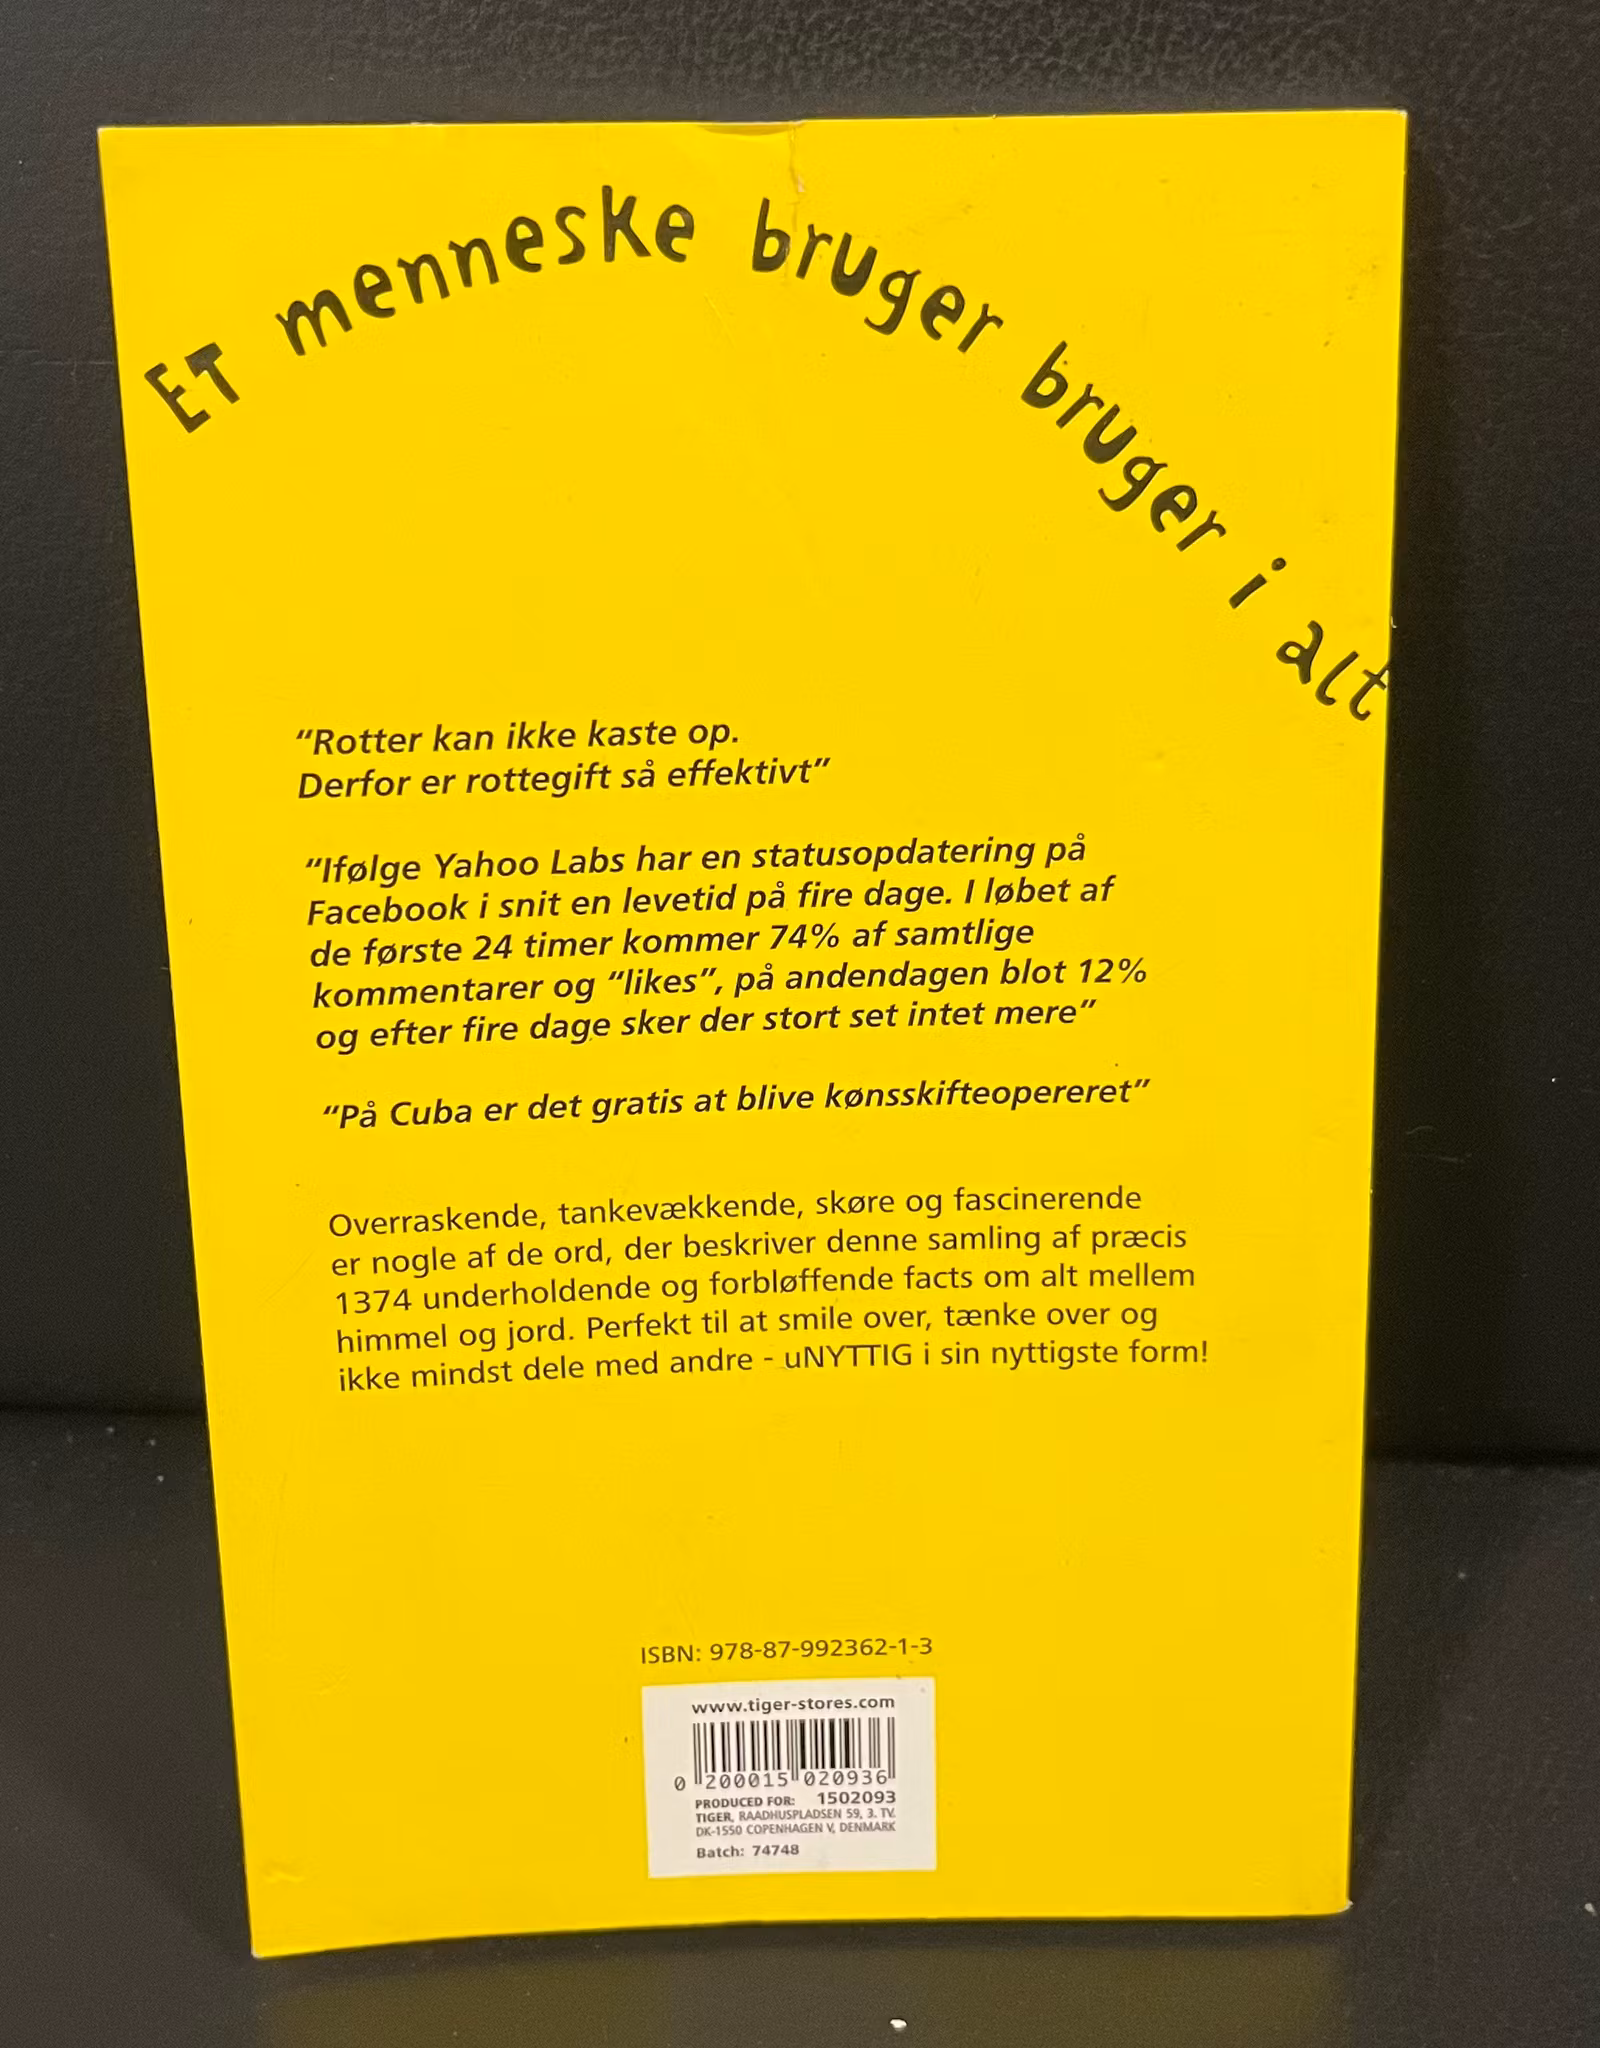 ET menneske bruger bruger i alt
“Rotter kan ikke kaste op.
Derfor er rottegift så effektivt”
“Ifølge Yahoo Labs har en statusopdatering på
Facebook i snit en levetid på fire dage. I løbet af
de første 24 timer kommer 74% af samtlige
kommentarer og “likes”, på andendagen blot 12%
og efter fire dage sker der stort set intet mere”
“På Cuba er det gratis at blive kønsskifteopereret”
Overraskende, tankevækkende, skøre og fascinerende
er nogle af de ord, der beskriver denne samling af præcis
1374 underholdende og forbløffende facts om alt mellem
himmel og jord. Perfekt til at smile over, tænke over og
ikke mindst dele med andre - uNYTTIG i sin nyttigste form!
ISBN: 978-87-992362-1-3
www.tiger-stores.com
0 200015 020936
PRODUCED FOR: 1502093
TIGER, RAADHUSPLADSEN 59, 3. TV.
DK-1550 COPENHAGEN V, DENMARK
Batch: 74748